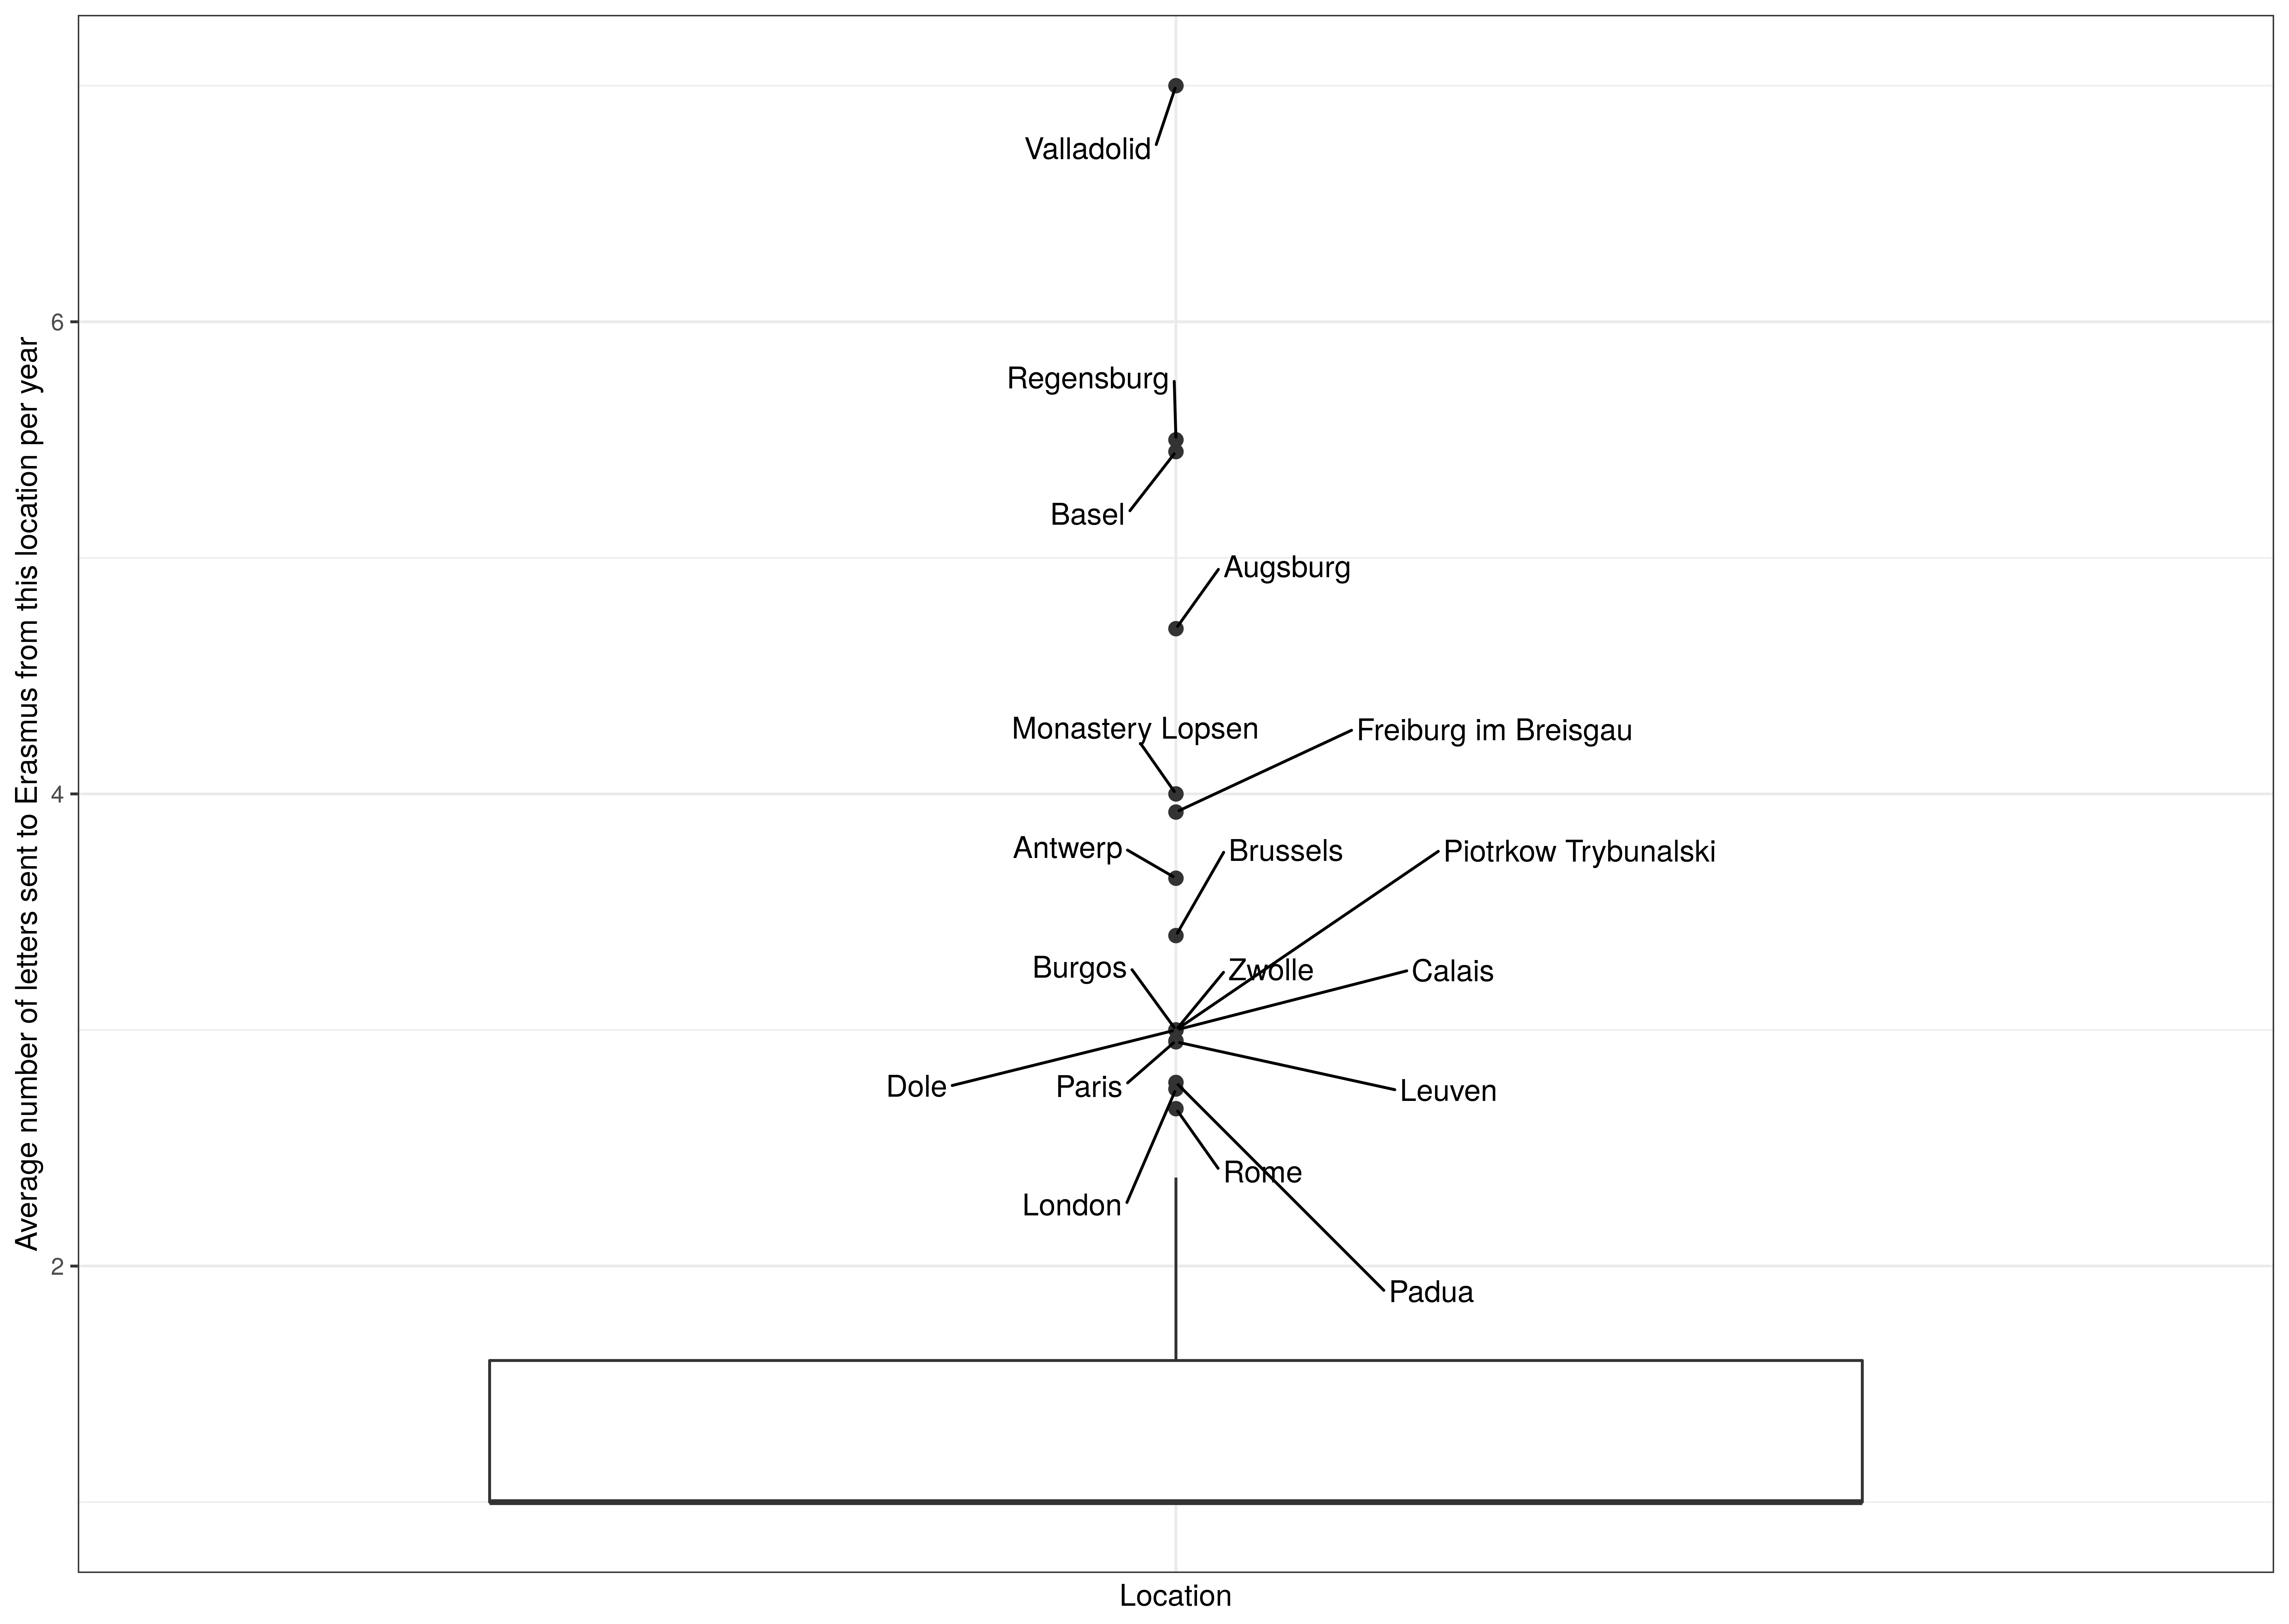 Average number of letters sent to Erasmus from this location per year
6
4
2
Valladolid
Regensburg
Basel
Augsburg
Monastery Lopsen
Freiburg im Breisgau
Antwerp
Brussels
Piotrkow Trybunalski
Burgos
Zwolle
Calais
Dole
Paris
Leuven
Rome
London
Padua
Location